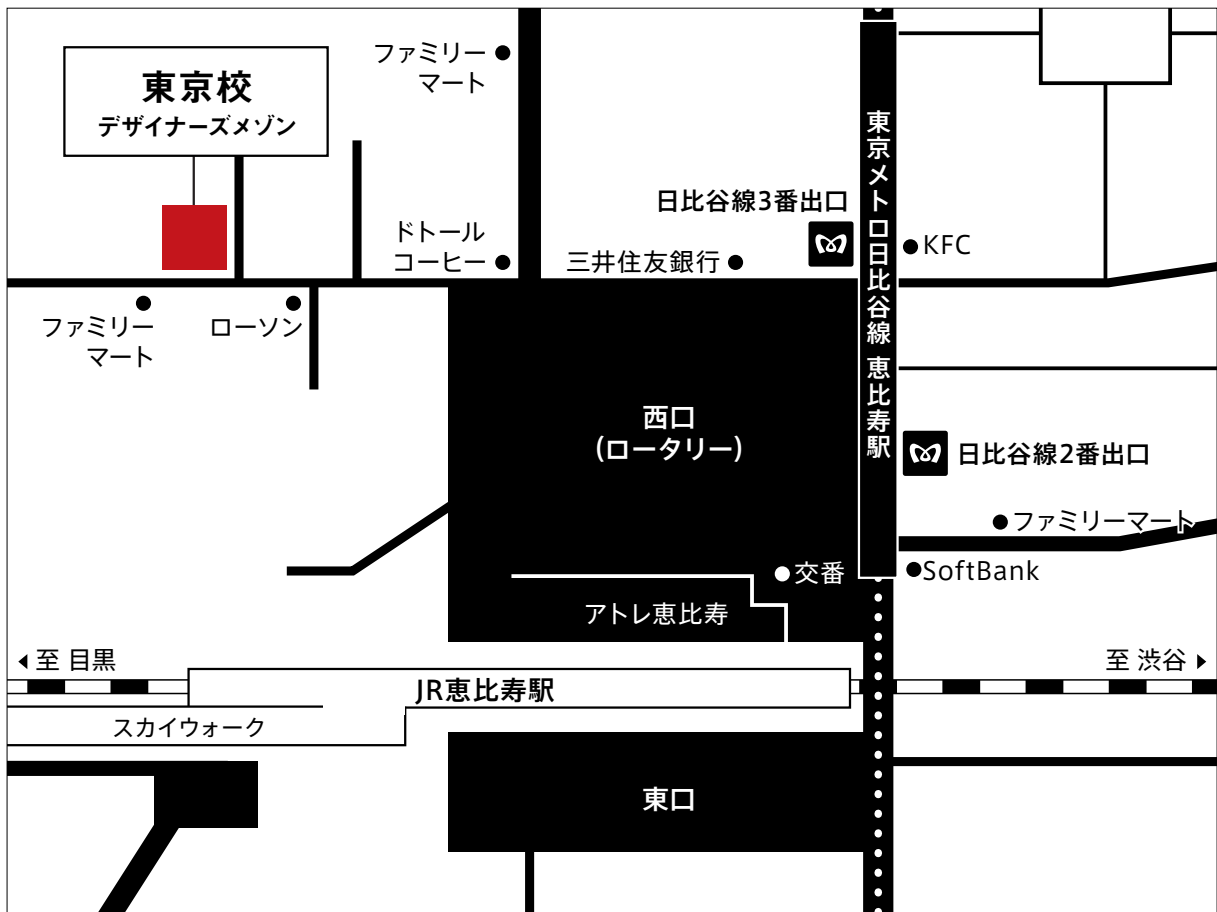 東京校
デザイナーズメゾン
ファミリー
マート
東京メトロ日比谷線 恵比寿駅
日比谷線3番出口
ドトール
コーヒー
三井住友銀行
KFC
ファミリー
マート
ローソン
西口
(ロータリー)
日比谷線2番出口
ファミリーマート
交番
SoftBank
アトレ恵比寿
至 目黒
至 渋谷
JR恵比寿駅
スカイウォーク
東口